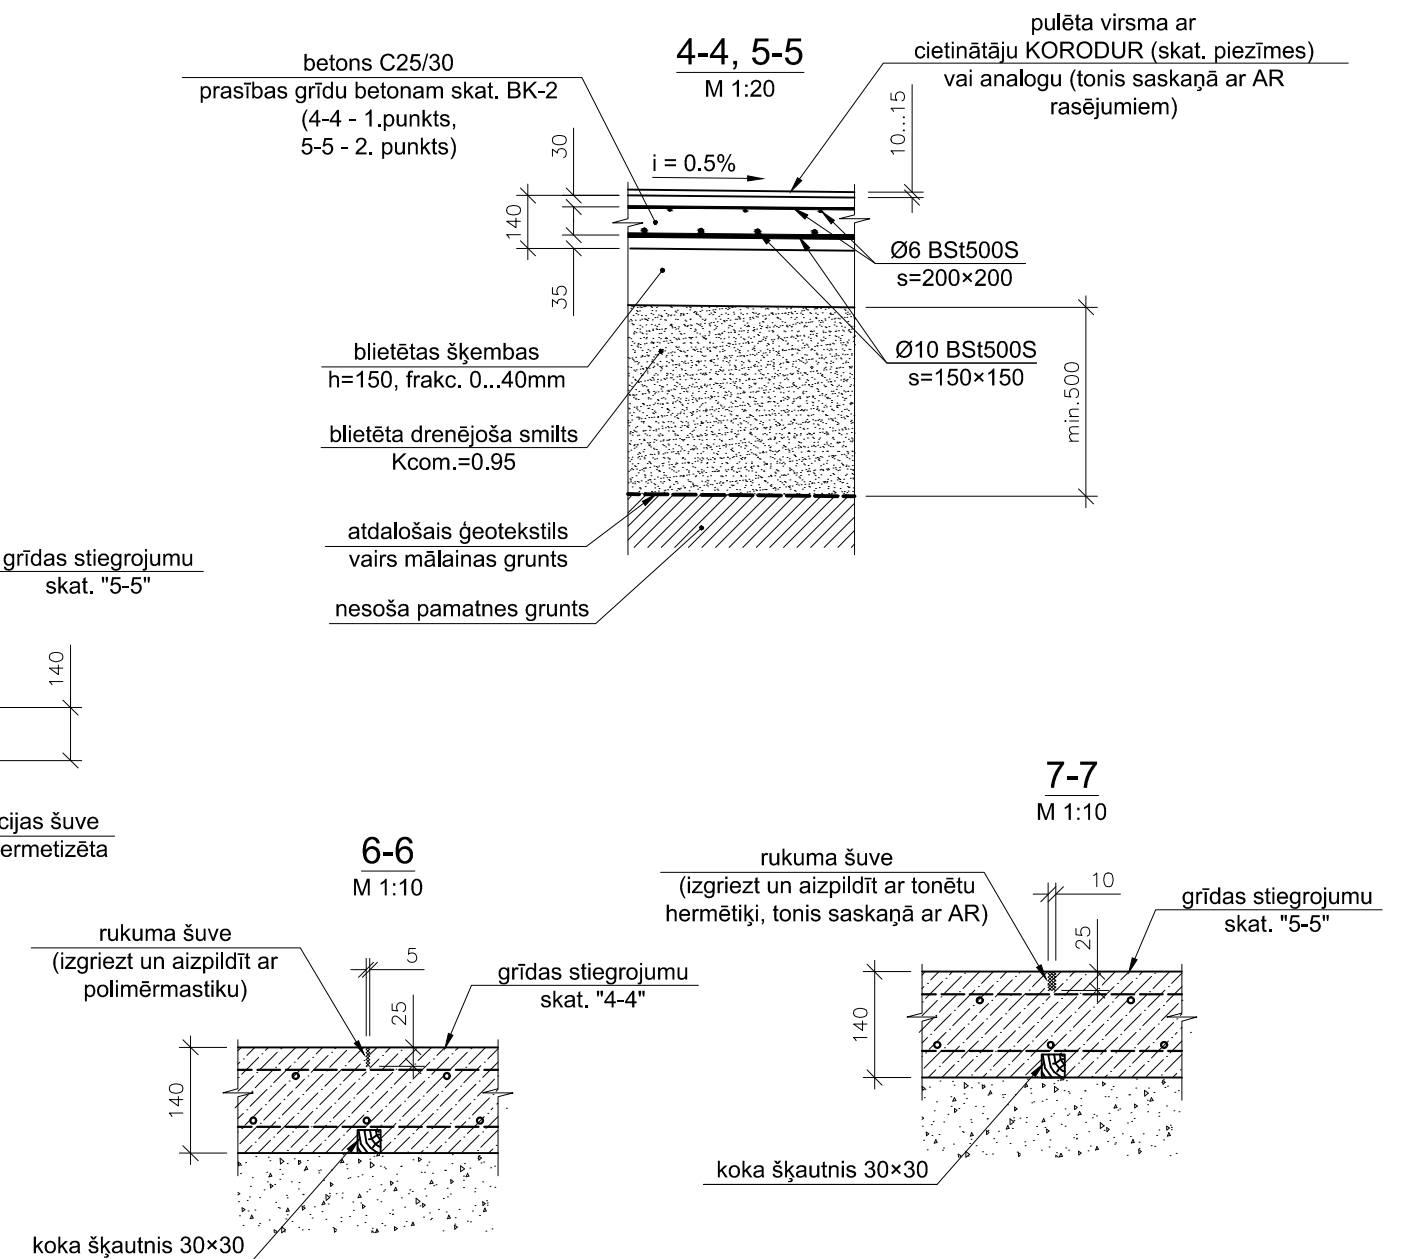 4-4, 5-5
M 1:20
betons C25/30
prasības grīdu betonam skat. BK-2
(4-4 - 1.punkts,
5-5 - 2. punkts)
pulēta virsma ar
cietinātāju KORODUR (skat. piezīmes)
vai analogu (tonis saskaņā ar AR
rasējumiem)
i = 0.5%
30
140
35
10...15
Ø6 BSt500S
s=200×200
Ø10 BSt500S
s=150×150
min.500
blietētas šķembas
h=150, frakc. 0...40mm
blietēta drenējoša smilts
Kcom.=0.95
atdalošais ģeotekstils
vairs mālainas grunts
nesoša pamatnes grunts
grīdas stiegrojumu
skat. "5-5"
140
cijas šuve
ermetizēta
6-6
M 1:10
rukuma šuve
(izgriezt un aizpildīt ar
polimērmastiku)
5
25
grīdas stiegrojumu
skat. "4-4"
140
koka šķautnis 30×30
7-7
M 1:10
rukuma šuve
(izgriezt un aizpildīt ar tonētu
hermētiķi, tonis saskaņā ar AR)
10
25
grīdas stiegrojumu
skat. "5-5"
140
koka šķautnis 30×30